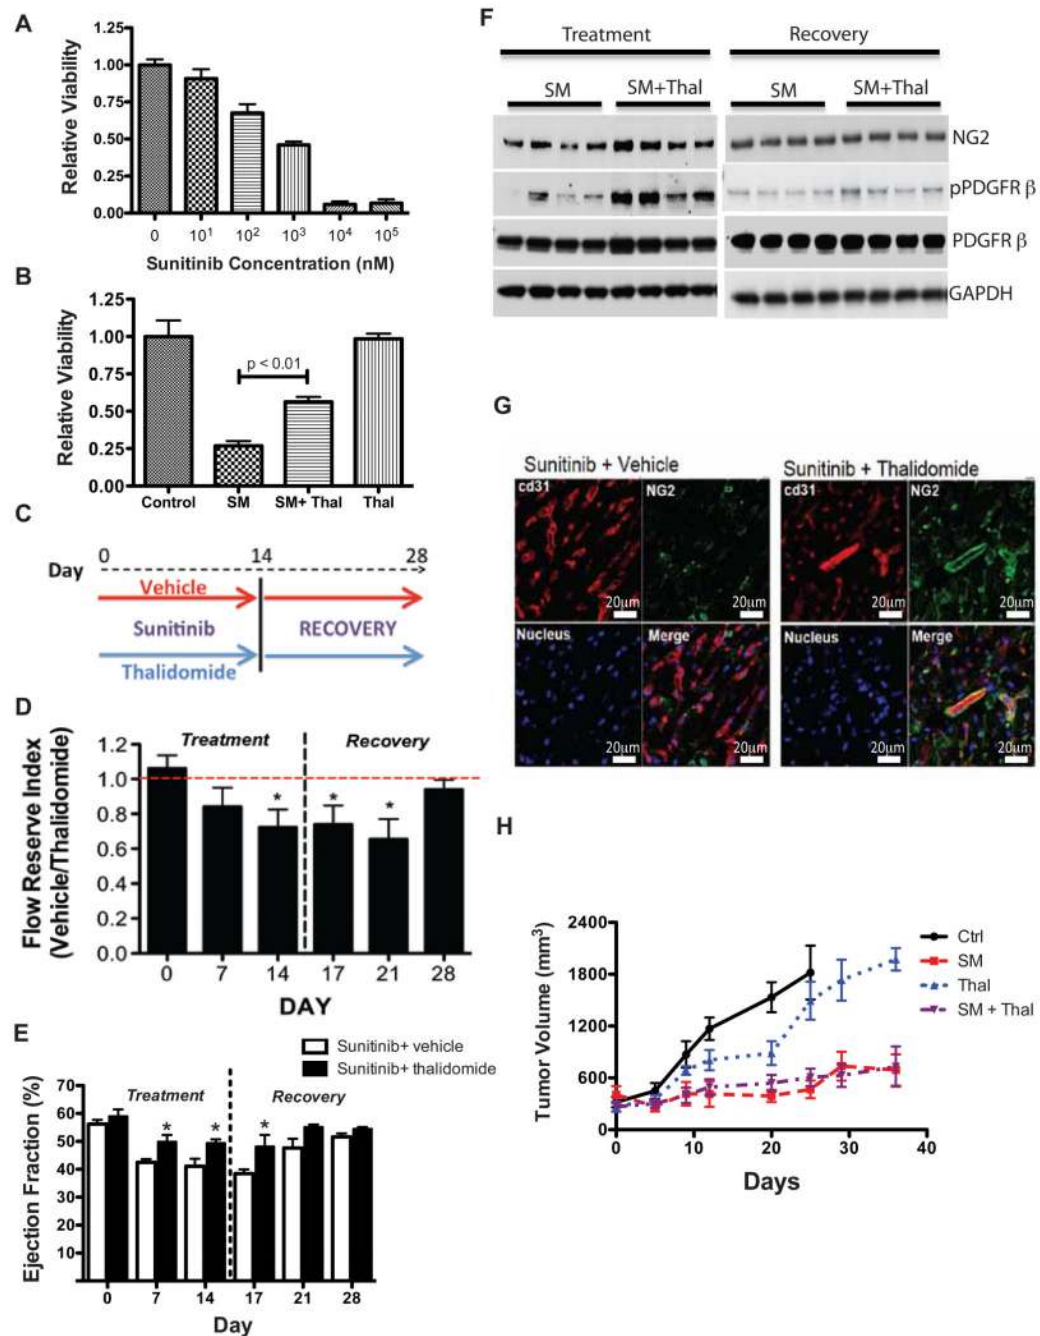 A
Relative Viability
1.25
1.00
0.75
0.50
0.25
0.00
0 10¹ 10² 10³ 10⁴ 10⁵
Sunitinib Concentration (nM)
B
Relative Viability
1.25
1.00
0.75
0.50
0.25
0.00
p < 0.01
Control SM SM+ Thal Thal
C
0 14 28
Day
Vehicle
Sunitinib RECOVERY
Thalidomide
D
Flow Reserve Index
(Vehicle/Thalidomide)
Treatment Recovery
1.2
1.0
0.8
0.6
0.4
0.2
0.0
* * *
0 7 14 17 21 28
DAY
E
Sunitinib+ vehicle
Sunitinib+ thalidomide
Ejection Fraction (%)
Treatment Recovery
70
60
50
40
30
20
10
* * *
0 7 14 17 21 28
Day
F
Treatment Recovery
SM SM+Thal SM SM+Thal
NG2
pPDGFR β
PDGFR β
GAPDH
G
Sunitinib + Vehicle Sunitinib + Thalidomide
cd31 NG2 cd31 NG2
20μm 20μm 20μm 20μm
Nucleus Merge Nucleus Merge
20μm 20μm 20μm 20μm
H
Tumor Volume (mm³)
2400
1800
1200
600
0
0 10 20 30 40
Days
Ctrl
SM
Thal
SM + Thal